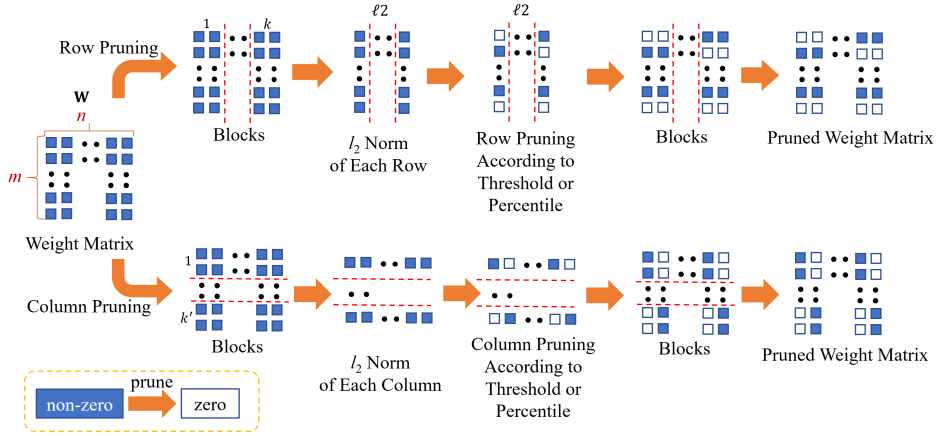 1
k
ℓ2
ℓ2
Row Pruning
W
n
m
Blocks
l₂ Norm
of Each Row
Row Pruning
According to
Threshold or
Percentile
Blocks
Pruned Weight Matrix
Weight Matrix
1
k′
Column Pruning
Blocks
l₂ Norm
of Each Column
Column Pruning
According to
Threshold or
Percentile
Blocks
Pruned Weight Matrix
non-zero
prune
zero